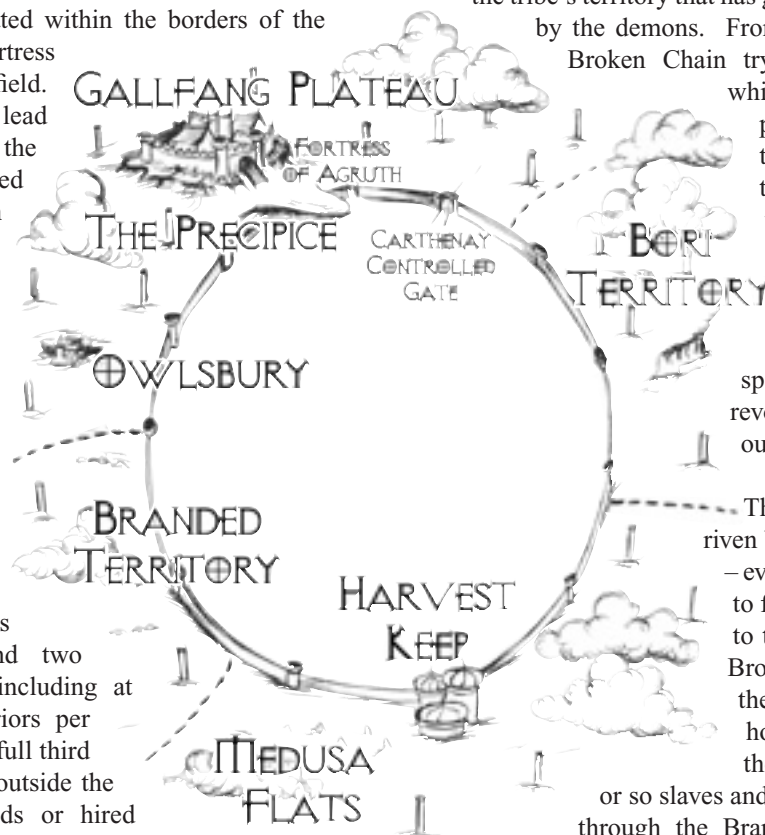 ated within the borders of the
rtress
field.
lead
the
ed
the tribe's territory that has g
by the demons. From
Broken Chain try
whi
p
t
t
GALLFANG PLATEAU
FORTRESS
OF AGRUTH
THE PRECIPICE
CARTHENAY
CONTROLLED
GATE
BORI
TERRITORY
OWLSBURY
BRANDED
TERRITORY
HARVEST
KEEP
MEDUSA
FLATS
sp
reve
ou
Th
riven
– ev
to f
to t
Bro
the
ho
th
or so slaves and
through the Bran
s
nd two
including at
riors per
full third
outside the
ds or hired